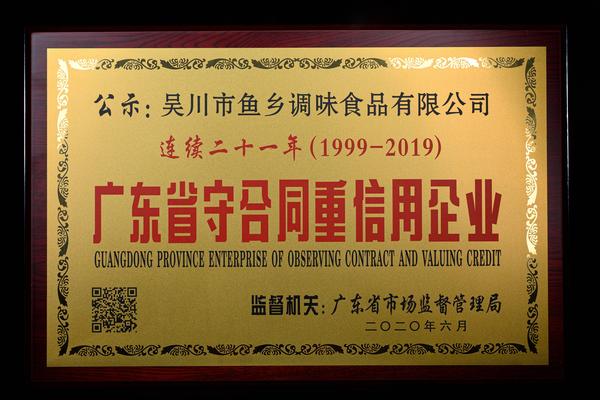 公示：吴川市鱼乡调味食品有限公司
连续二十一年(1999-2019)
广东省守合同重信用企业
GUANGDONG PROVINCE ENTERPRISE OF OBSERVING CONTRACT AND VALUING CREDIT
监督机关：广东省市场监督管理局
二〇二〇年六月